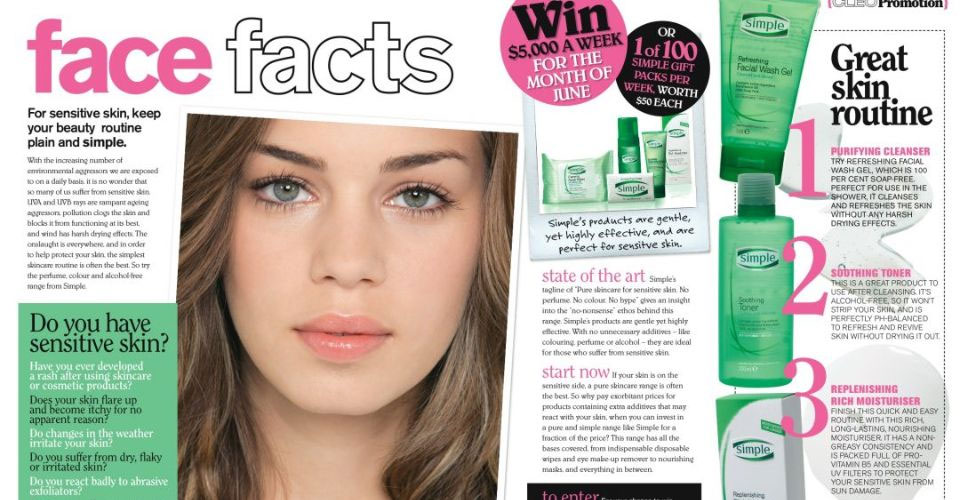 {CLEO Promotion}
face facts
For sensitive skin, keep
your beauty routine
plain and simple.
With the increasing number of
environmental aggressors we are exposed
to on a daily basis, it is no wonder that
so many of us suffer from sensitive skin.
UVA and UVB rays are rampant ageing
aggressors, pollution clogs the skin and
blocks it from functioning at its best,
and wind has harsh drying effects. The
onslaught is everywhere, and in order
to help protect your skin, the simplest
skincare routine is often the best. So try
the perfume, colour and alcohol-free
range from Simple.
Do you have
sensitive skin?
Have you ever developed
a rash after using skincare
or cosmetic products?
Does your skin flare up
and become itchy for no
apparent reason?
Do changes in the weather
irritate your skin?
Do you suffer from dry, flaky
or irritated skin?
Do you react badly to abrasive
exfoliators?
Win
$5,000 A WEEK
FOR THE
MONTH OF
JUNE
OR
1 of 100
SIMPLE GIFT
PACKS PER
WEEK, WORTH
$50 EACH
Simple
Simple's products are gentle,
yet highly effective, and are
perfect for sensitive skin.
state of the art Simple's
tagline of "Pure skincare for sensitive skin. No
perfume. No colour. No hype" gives an insight
into the "no-nonsense" ethos behind this
range. Simple's products are gentle yet highly
effective. With no unnecessary additives – like
colouring, perfume or alcohol – they are ideal
for those who suffer from sensitive skin.
start now If your skin is on the
sensitive side, a pure skincare range is often
the best. So why pay exorbitant prices for
products containing extra additives that may
react with your skin, when you can invest in
a pure and simple range like Simple for a
fraction of the price? This range has all the
bases covered, from indispensable disposable
wipes and eye make-up remover to nourishing
masks, and everything in between.
to enter
Simple
Refreshing
Facial Wash Gel
Simple
Soothing
Toner
Simple
Replenishing
Great
skin
routine
1
PURIFYING CLEANSER
TRY REFRESHING FACIAL
WASH GEL, WHICH IS 100
PER CENT SOAP-FREE.
PERFECT FOR USE IN THE
SHOWER, IT CLEANSES
AND REFRESHES THE SKIN
WITHOUT ANY HARSH
DRYING EFFECTS.
2
SOOTHING TONER
THIS IS A GREAT PRODUCT TO
USE AFTER CLEANSING. IT'S
ALCOHOL-FREE, SO IT WON'T
STRIP YOUR SKIN, AND IS
PERFECTLY PH-BALANCED
TO REFRESH AND REVIVE
SKIN WITHOUT DRYING IT OUT.
3
REPLENISHING
RICH MOISTURISER
FINISH THIS QUICK AND EASY
ROUTINE WITH THIS RICH,
LONG-LASTING, NOURISHING
MOISTURISER. IT HAS A NON-
GREASY CONSISTENCY AND
IS PACKED FULL OF PRO-
VITAMIN B5 AND ESSENTIAL
UV FILTERS TO PROTECT
YOUR SENSITIVE SKIN FROM
SUN DAMAGE.